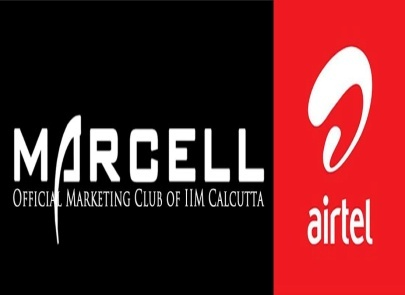 MARCELL
OFFICIAL MARKETING CLUB OF IIM CALCUTTA
airtel